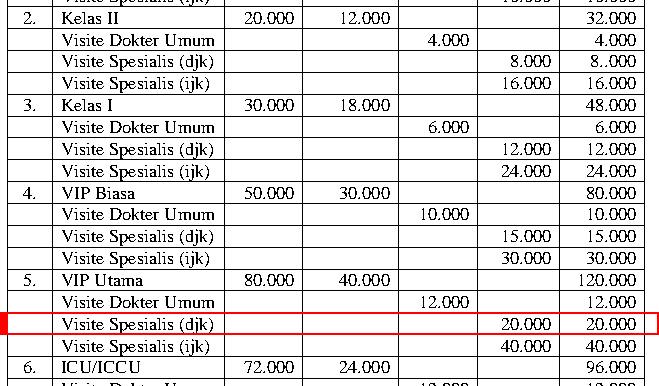 2. Kelas II 20.000 12.000 32.000
Visite Dokter Umum 4.000 4.000
Visite Spesialis (djk) 8.000 8..000
Visite Spesialis (ijk) 16.000 16.000
3. Kelas I 30.000 18.000 48.000
Visite Dokter Umum 6.000 6.000
Visite Spesialis (djk) 12.000 12.000
Visite Spesialis (ijk) 24.000 24.000
4. VIP Biasa 50.000 30.000 80.000
Visite Dokter Umum 10.000 10.000
Visite Spesialis (djk) 15.000 15.000
Visite Spesialis (ijk) 30.000 30.000
5. VIP Utama 80.000 40.000 120.000
Visite Dokter Umum 12.000 12.000
Visite Spesialis (djk) 20.000 20.000
Visite Spesialis (ijk) 40.000 40.000
6. ICU/ICCU 72.000 24.000 96.000